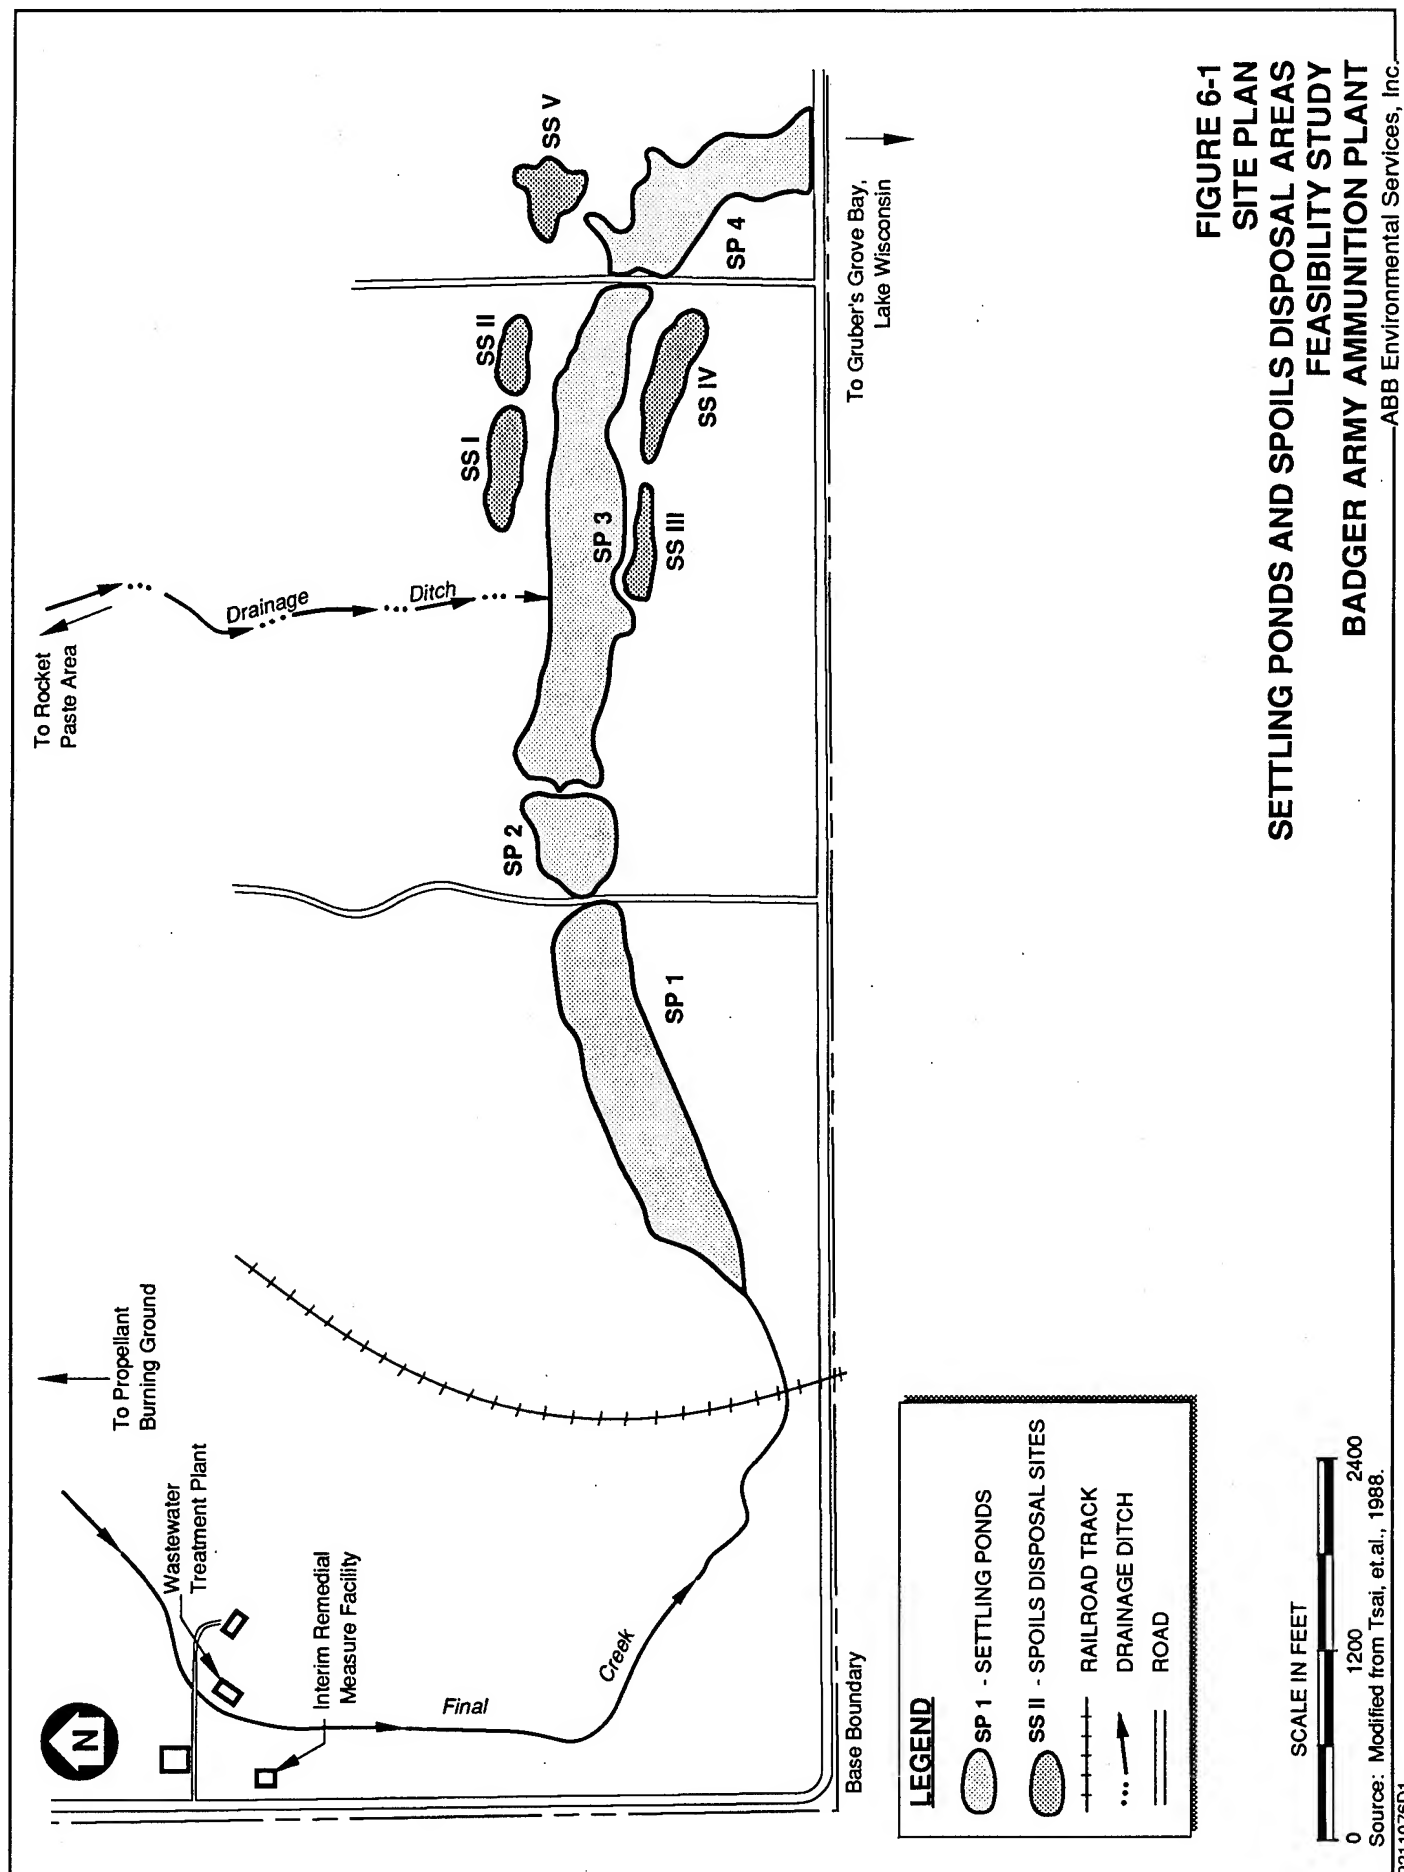 To Propellant
Burning Ground
Wastewater
Treatment Plant
Interim Remedial
Measure Facility
To Rocket
Paste Area
Drainage
Ditch
Final
Creek
N
SP 1
SP 2
SP 3
SP 4
SS I
SS II
SS III
SS IV
SS V
Base Boundary
To Gruber's Grove Bay,
Lake Wisconsin
LEGEND
SP 1 - SETTLING PONDS
SS II - SPOILS DISPOSAL SITES
RAILROAD TRACK
DRAINAGE DITCH
ROAD
SCALE IN FEET
0 1200 2400
Source: Modified from Tsai, et.al., 1988.
FIGURE 6-1
SITE PLAN
SETTLING PONDS AND SPOILS DISPOSAL AREAS
FEASIBILITY STUDY
BADGER ARMY AMMUNITION PLANT
ABB Environmental Services, Inc.